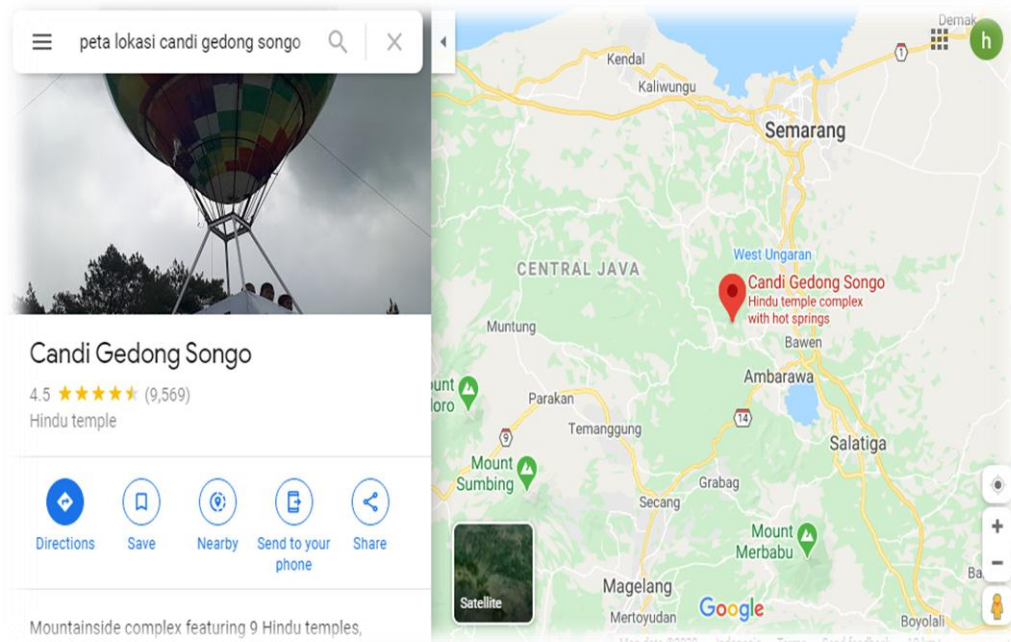 peta lokasi candi gedong songo
Candi Gedong Songo
4.5 (9,569)
Hindu temple
Directions
Save
Nearby
Send to your
phone
Share
Mountainside complex featuring 9 Hindu temples,
Demak
1
h
Kendal
Kaliwungu
Semarang
West Ungaran
CENTRAL JAVA
Candi Gedong Songo
Hindu temple complex
with hot springs
Muntung
Bawen
Ambarawa
Parakan
14
Temanggung
9
Salatiga
Mount
Sumbing
Grabag
Secang
Mount
Merbabu
Satellite
Magelang
Google
Mertoyudan
Boyolali